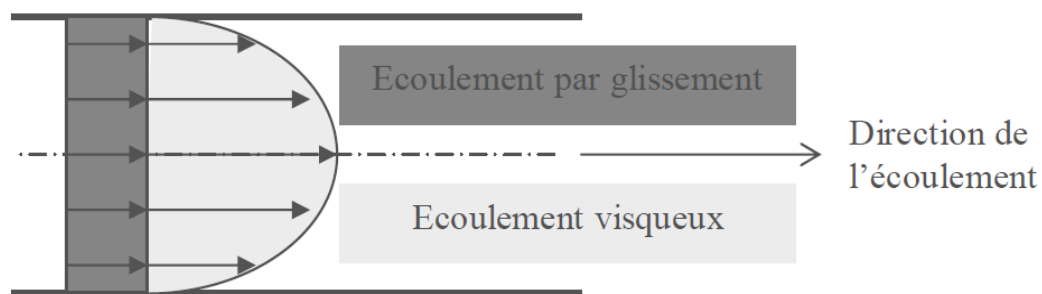 Ecoulement par glissement
Direction de
l’écoulement
Ecoulement visqueux